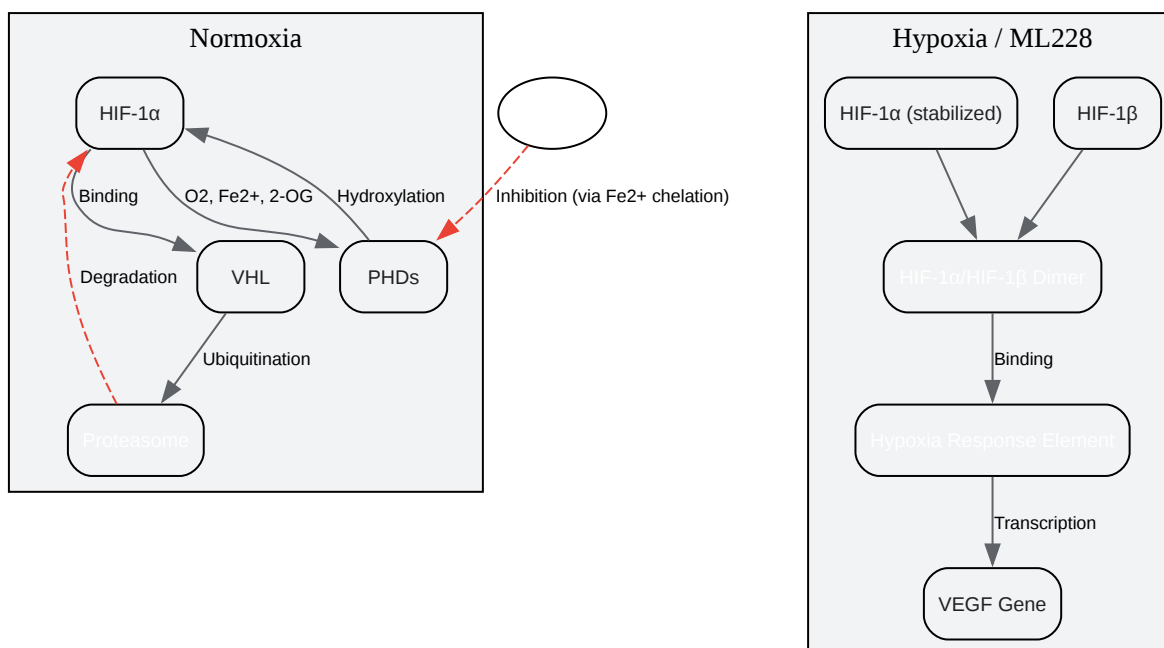 Normoxia
HIF-1α
Binding
O2, Fe2+, 2-OG
Hydroxylation
Inhibition (via Fe2+ chelation)
Degradation
VHL
PHDs
Ubiquitination
Proteasome
Hypoxia / ML228
HIF-1α (stabilized)
HIF-1β
HIF-1α/HIF-1β Dimer
Binding
Hypoxia Response Element
Transcription
VEGF Gene